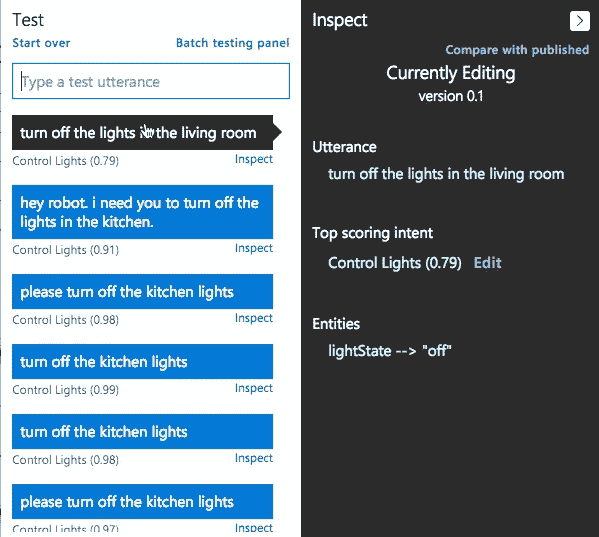 Test
Start over
Batch testing panel
Type a test utterance
turn off the lights in the living room
Control Lights (0.79)
Inspect
hey robot. i need you to turn off the
lights in the kitchen.
Control Lights (0.91)
Inspect
please turn off the kitchen lights
Control Lights (0.98)
Inspect
turn off the kitchen lights
Control Lights (0.99)
Inspect
turn off the kitchen lights
Control Lights (0.98)
Inspect
please turn off the kitchen lights
Control Lights (0.97)
Inspect
Inspect
Compare with published
Currently Editing
version 0.1
Utterance
turn off the lights in the living room
Top scoring intent
Control Lights (0.79) Edit
Entities
lightState --> "off"